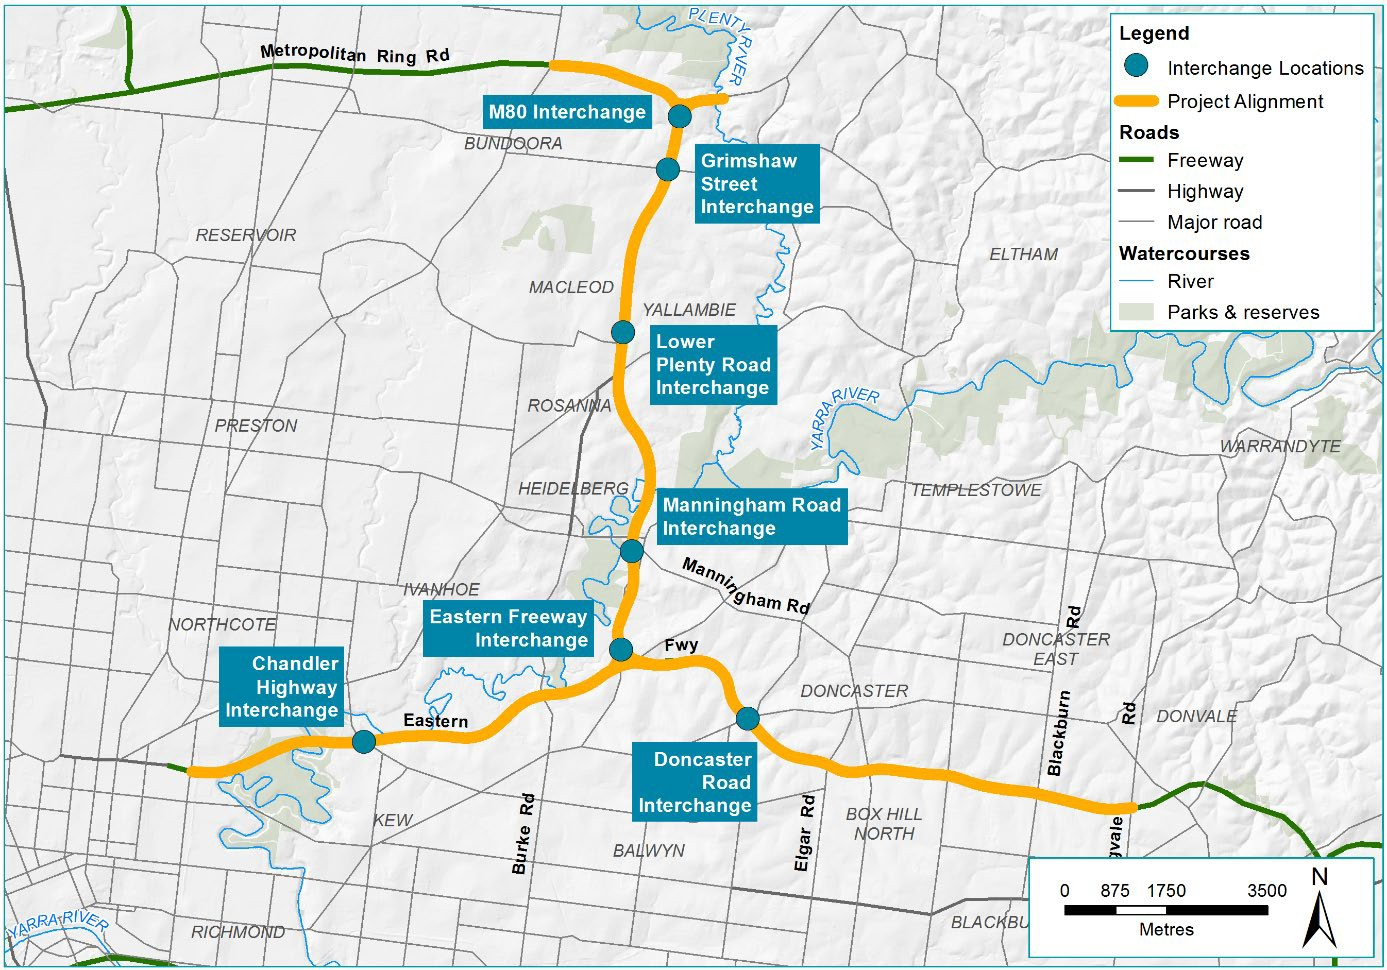 PLENTY RIVER
Metropolitan Ring Rd
M80 Interchange
BUNDOORA
Grimshaw
Street
Interchange
RESERVOIR
ELTHAM
MACLEOD
YALLAMBIE
Lower
Plenty Road
Interchange
ROSANNA
YARRA RIVER
PRESTON
WARRANDYTE
HEIDELBERG
TEMPLESTOWE
Manningham Road
Interchange
Manningham Rd
IVANHOE
Eastern Freeway
Interchange
NORTHCOTE
Fwy
DONCASTER
EAST
Chandler
Highway
Interchange
DONCASTER
Eastern
Blackburn Rd
Rd
DONVALE
Doncaster
Road
Interchange
KEW
Burke Rd
BALWYN
Elgar Rd
BOX HILL
NORTH
gvale
YARRA RIVER
RICHMOND
BLACKBU
Legend
Interchange Locations
Project Alignment
Roads
Freeway
Highway
Major road
Watercourses
River
Parks & reserves
0 875 1750 3500
Metres
N